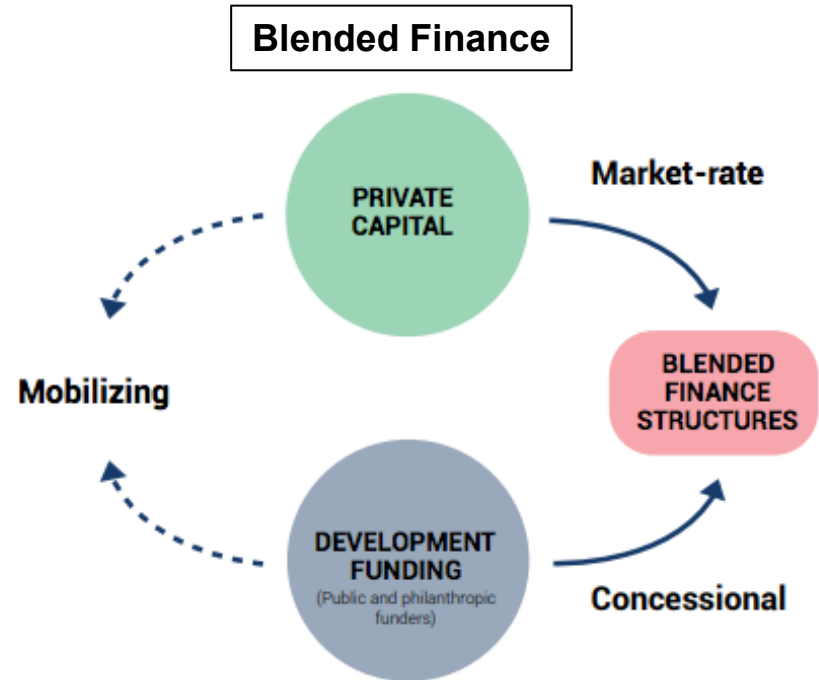 Blended Finance
PRIVATE
CAPITAL
Market-rate
Mobilizing
BLENDED
FINANCE
STRUCTURES
DEVELOPMENT
FUNDING
(Public and philanthropic
funders)
Concessional